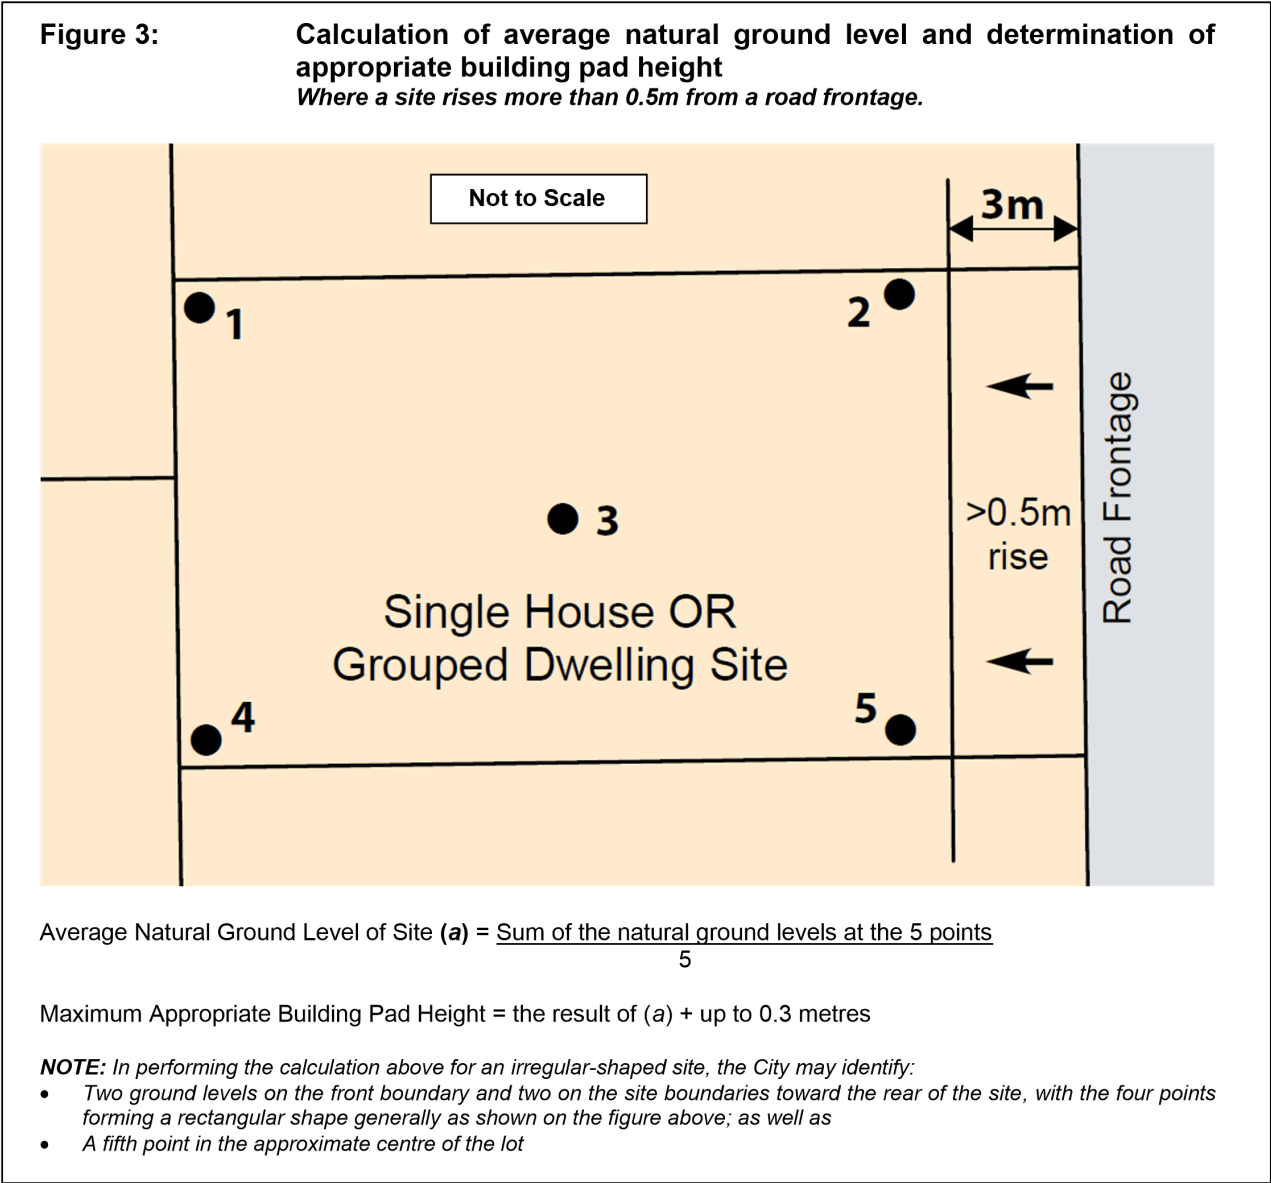 Figure 3:
Calculation of average natural ground level and determination of
appropriate building pad height
Where a site rises more than 0.5m from a road frontage.
Not to Scale
3m
1
2
Road Frontage
3
>0.5m
rise
Single House OR
Grouped Dwelling Site
4
5
Average Natural Ground Level of Site (a) = Sum of the natural ground levels at the 5 points
5
Maximum Appropriate Building Pad Height = the result of (a) + up to 0.3 metres
NOTE: In performing the calculation above for an irregular-shaped site, the City may identify:
• Two ground levels on the front boundary and two on the site boundaries toward the rear of the site, with the four points
forming a rectangular shape generally as shown on the figure above; as well as
• A fifth point in the approximate centre of the lot